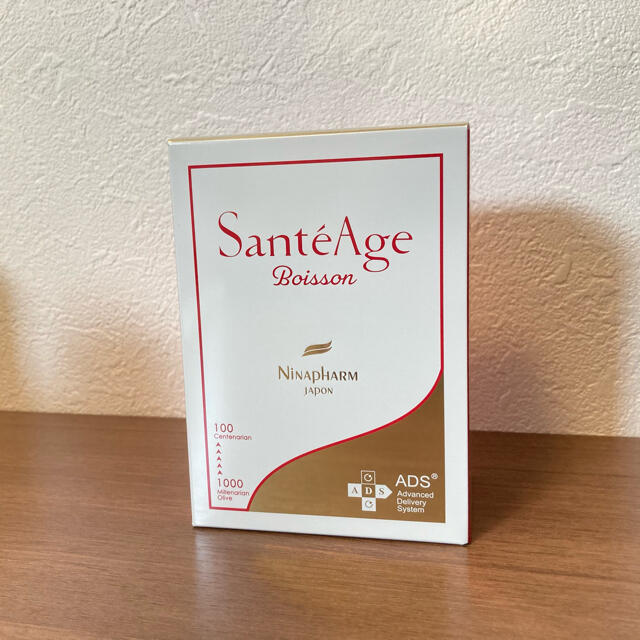 SantéAge
Boisson
NINAPHARM
JAPON
100
Centenarian
1000
Millenarian
Olive
A D S
ADS®
Advanced
Delivery
System